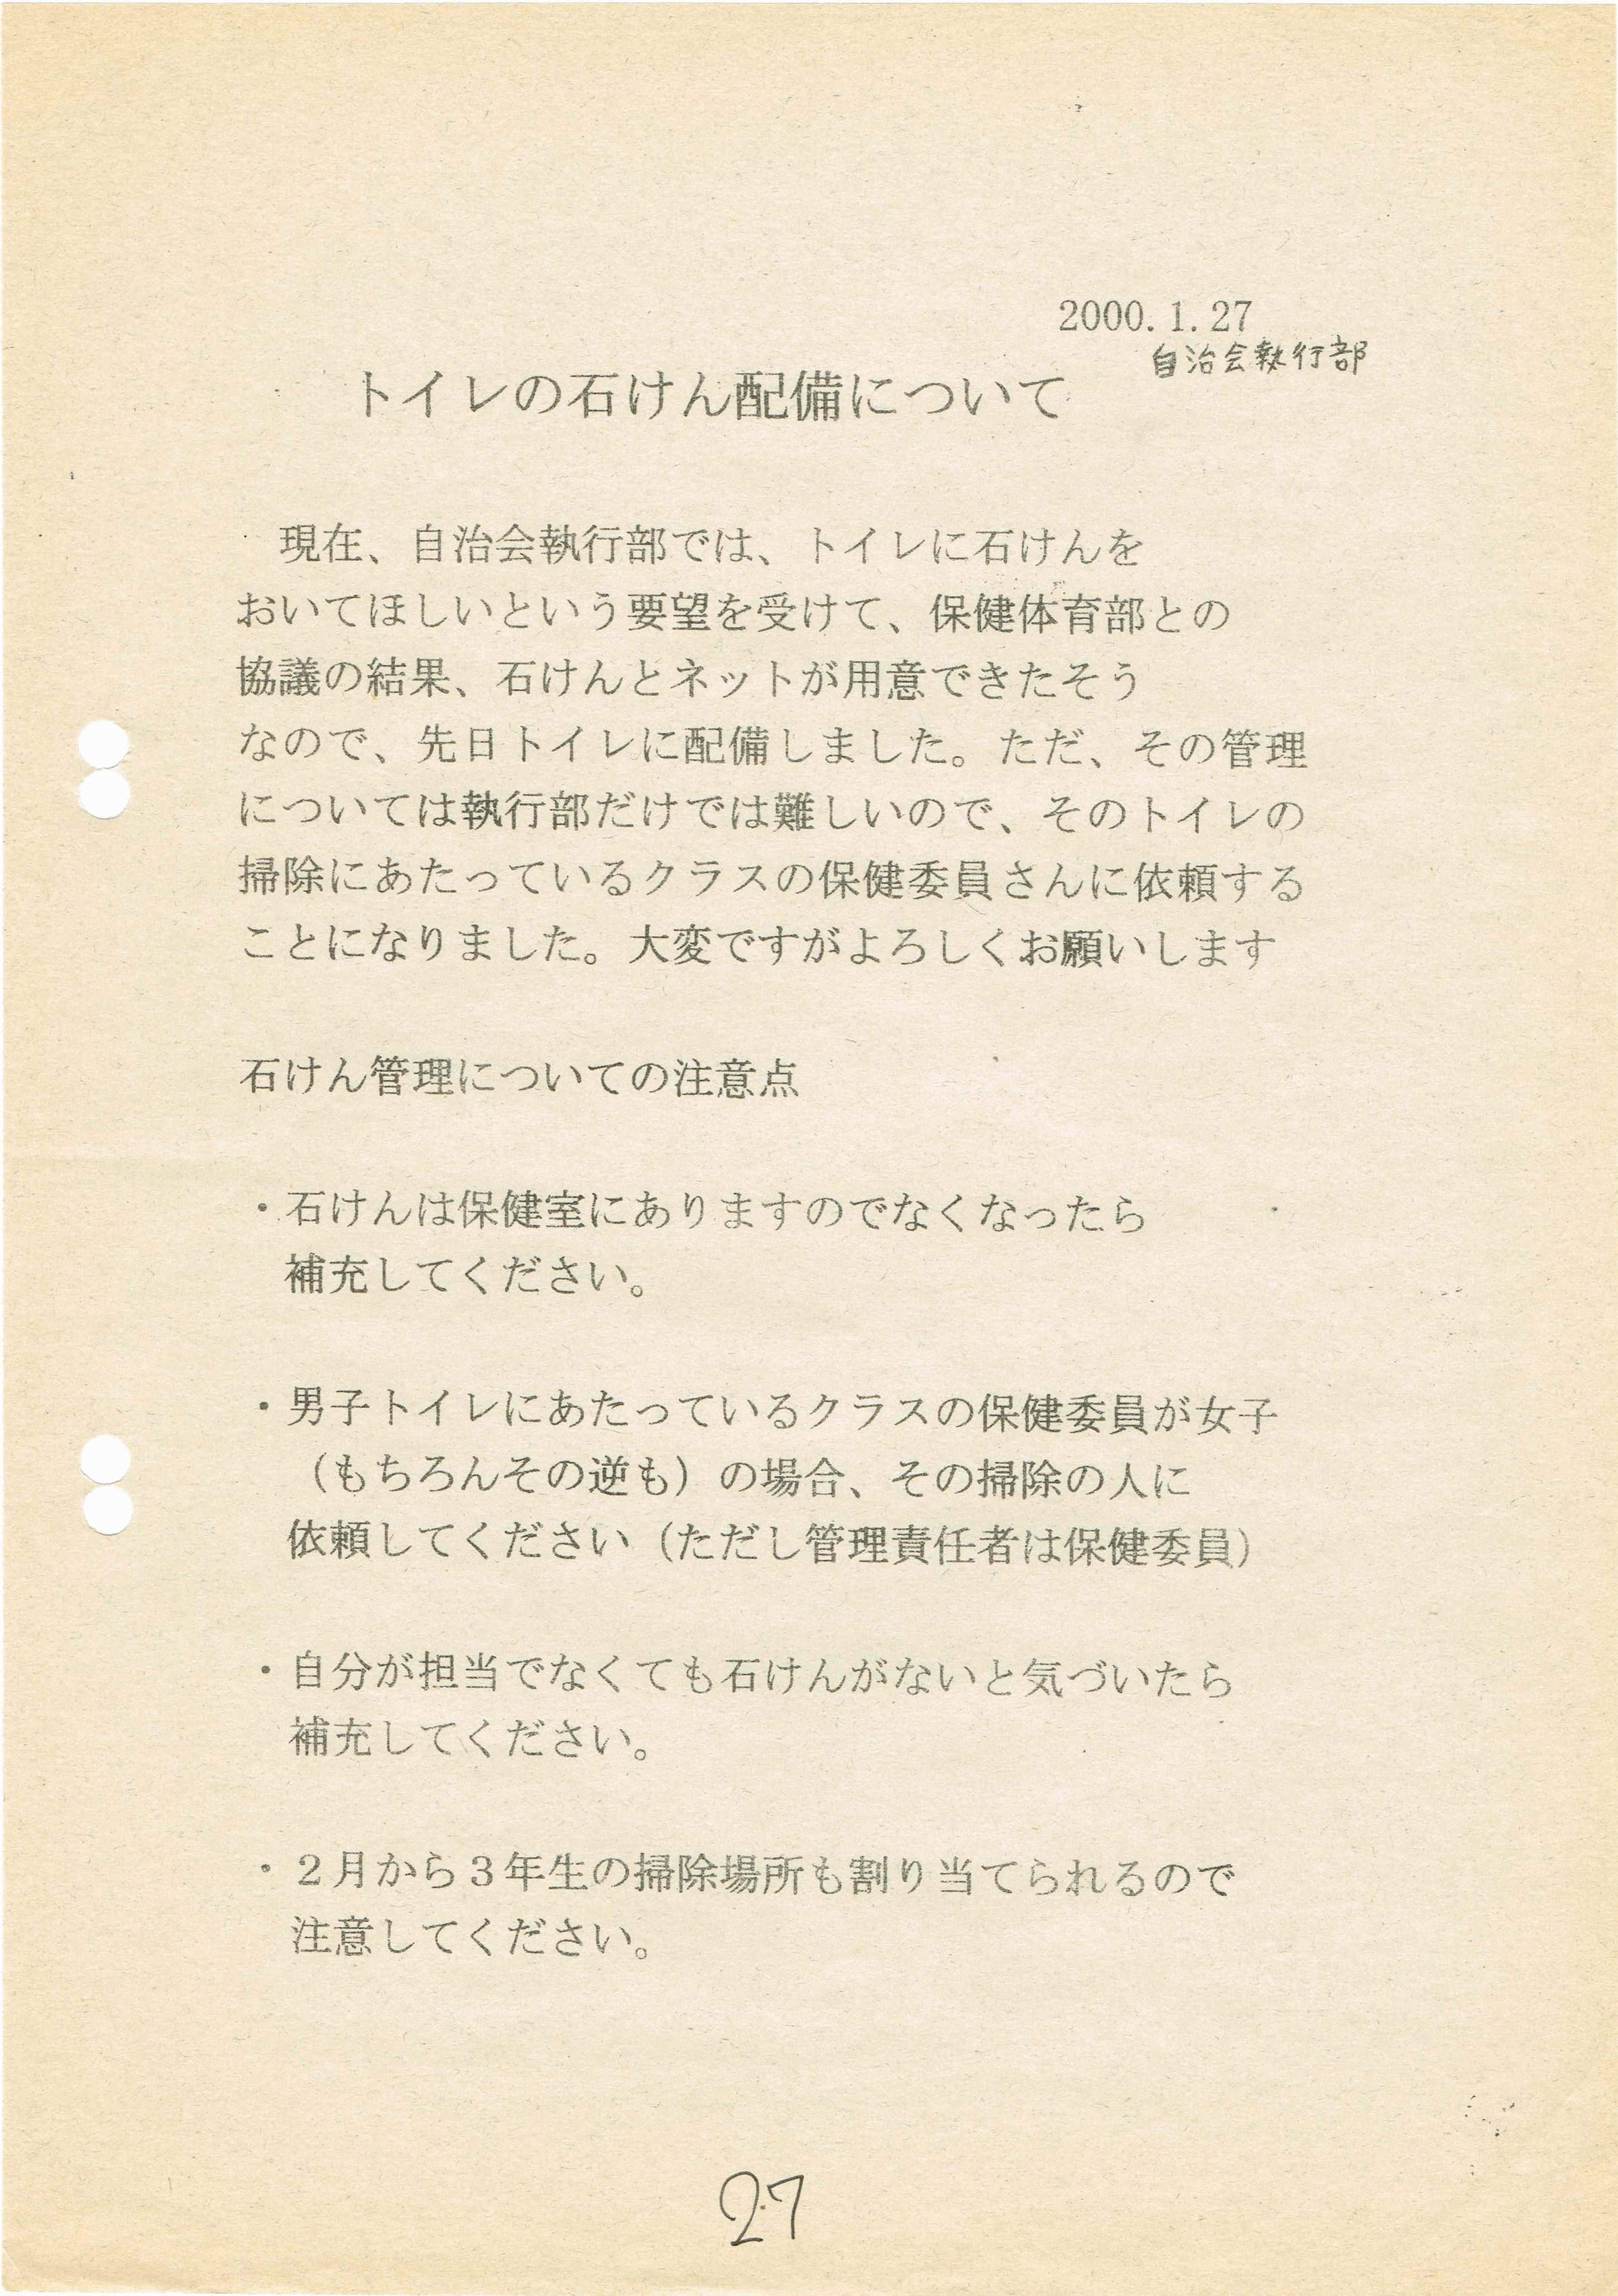 2000.1.27
自治会執行部
トイレの石けん配備について
現在、自治会執行部では、トイレに石けんを
おいてほしいという要望を受けて、保健体育部との
協議の結果、石けんとネットが用意できたそう
なので、先日トイレに配備しました。ただ、その管理
については執行部だけでは難しいので、そのトイレの
掃除にあたっているクラスの保健委員さんに依頼する
ことになりました。大変ですがよろしくお願いします
石けん管理についての注意点
・石けんは保健室にありますのでなくなったら
補充してください。
・男子トイレにあたっているクラスの保健委員が女子
（もちろんその逆も）の場合、その掃除の人に
依頼してください（ただし管理責任者は保健委員）
・自分が担当でなくても石けんがないと気づいたら
補充してください。
・２月から３年生の掃除場所も割り当てられるので
注意してください。
27